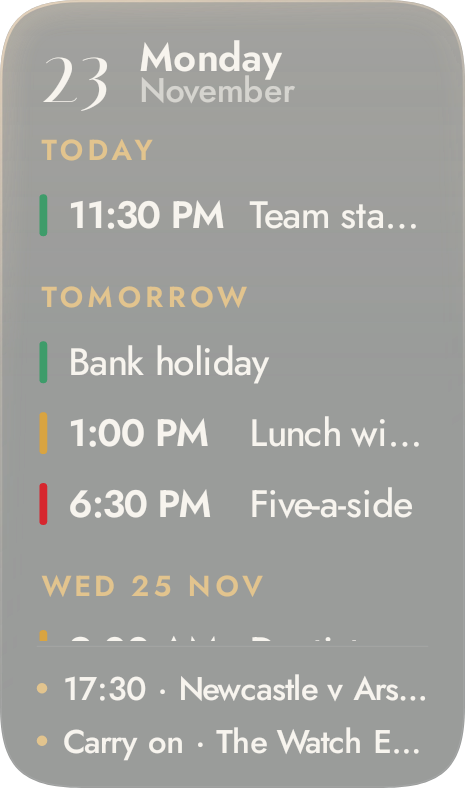 23 Monday
November
TODAY
11:30 PM Team sta...
TOMORROW
Bank holiday
1:00 PM Lunch wi...
6:30 PM Five-a-side
WED 25 NOV
• 17:30 · Newcastle v Ars...
• Carry on · The Watch E...